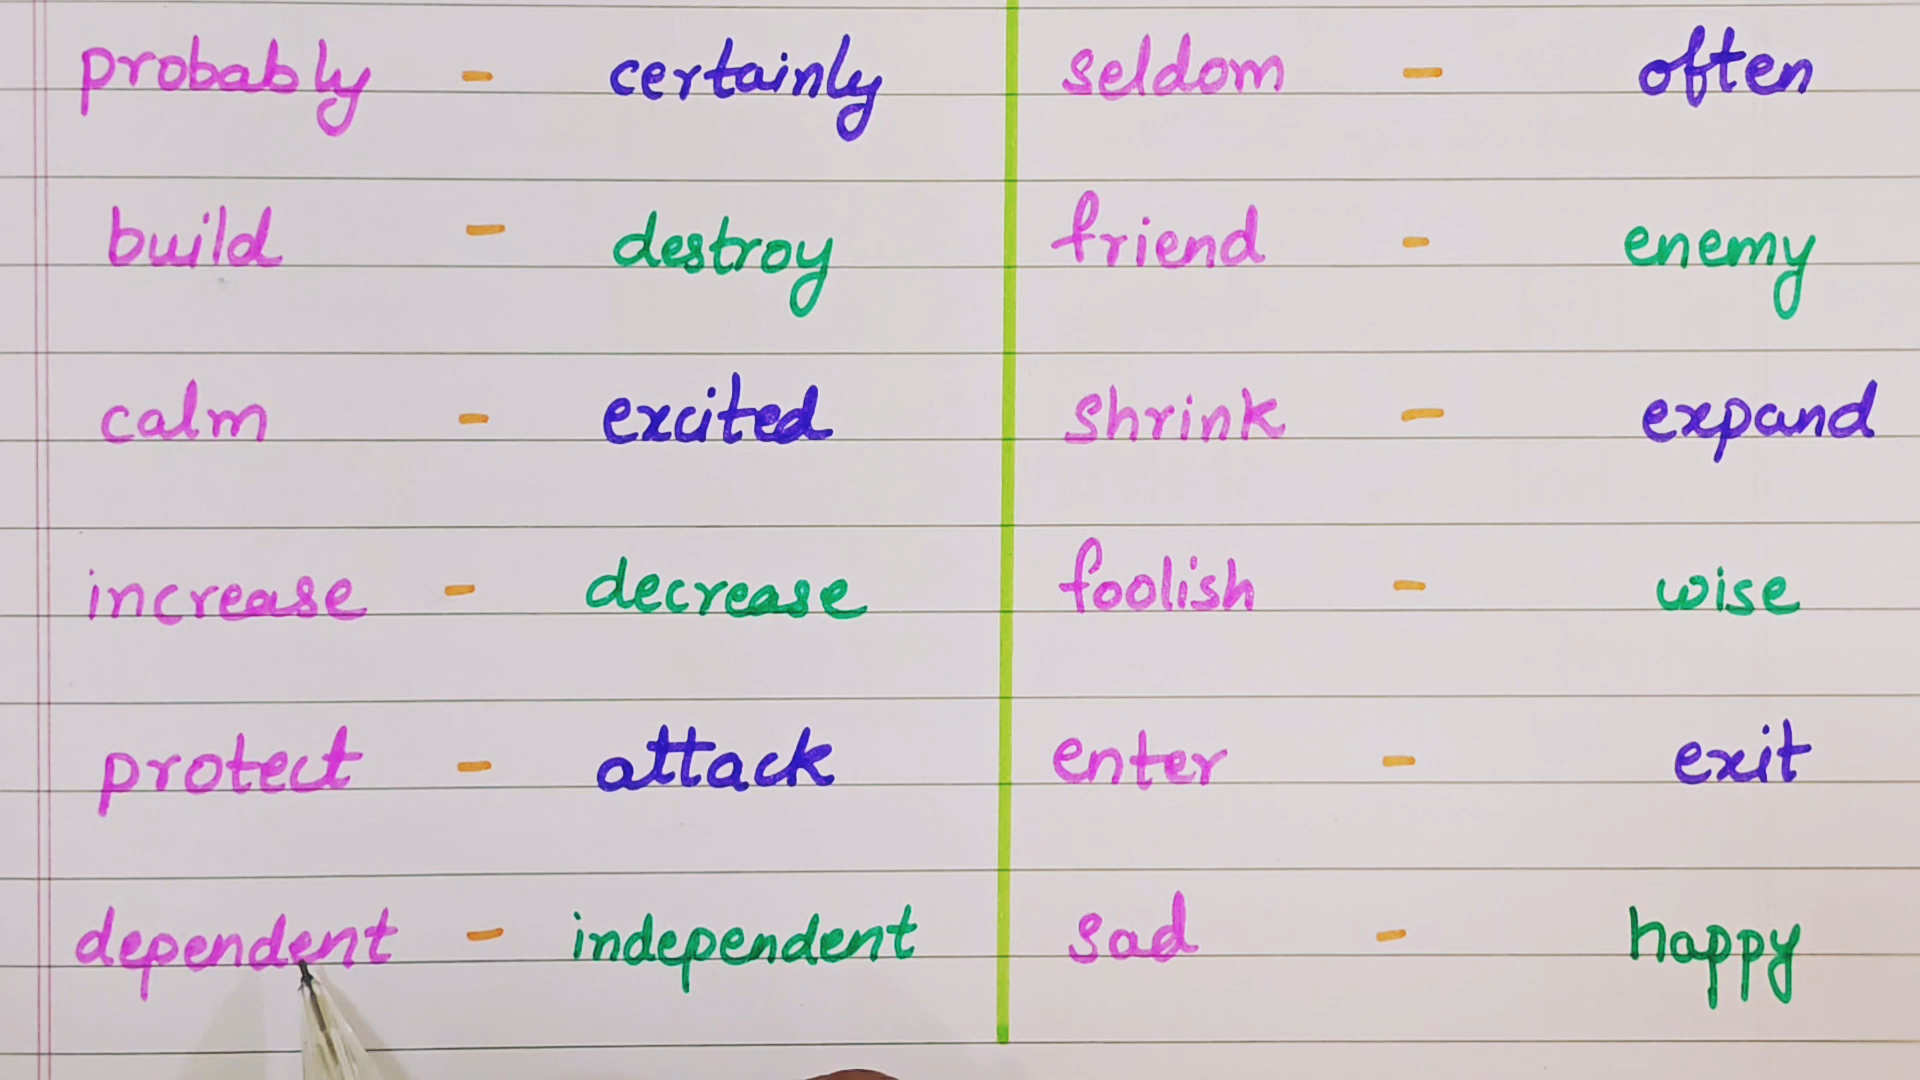 probably - certainly
build - destroy
calm - excited
increase - decrease
protect - attack
dependent - independent
seldom - often
friend - enemy
shrink - expand
foolish - wise
enter - exit
sad - happy